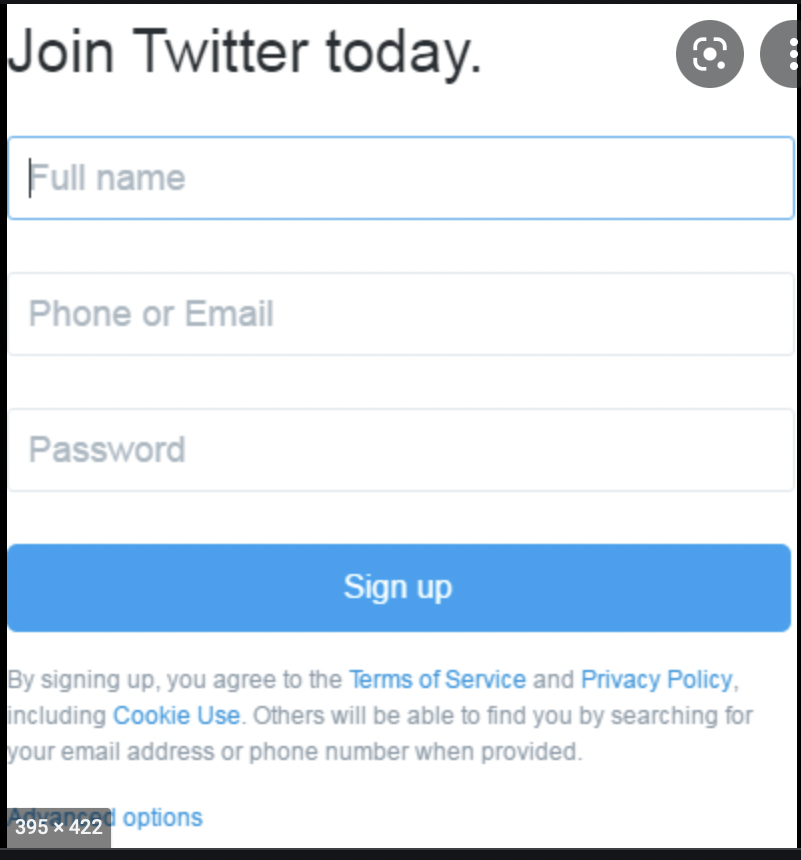 Join Twitter today.
Full name
Phone or Email
Password
Sign up
By signing up, you agree to the Terms of Service and Privacy Policy,
including Cookie Use. Others will be able to find you by searching for
your email address or phone number when provided.
Advanced options
395 × 422